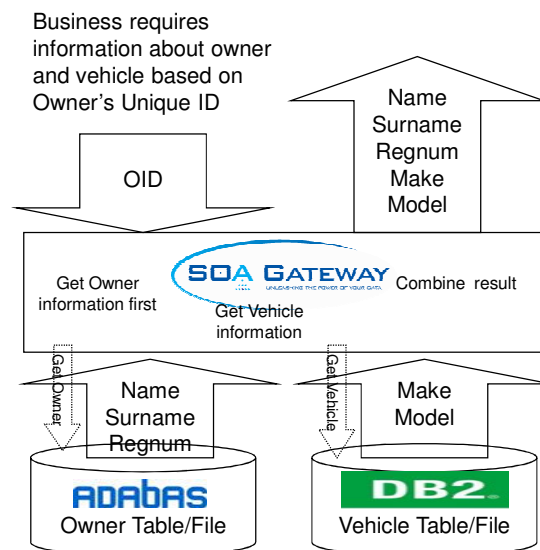 Business requires
information about owner
and vehicle based on
Owner's Unique ID
Name
Surname
Regnum
Make
Model
OID
SOA GATEWAY
UNLEASHING THE POWER OF YOUR DATA
Get Owner
information first
Get Vehicle
information
Combine result
Get Owner
Name
Surname
Regnum
Get Vehicle
Make
Model
ADABAS
Owner Table/File
DB2.
Vehicle Table/File